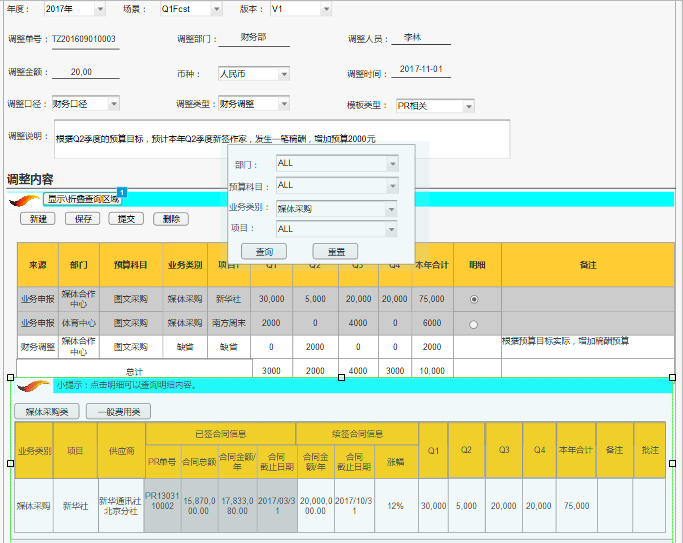 年度： 2017年 场景： Q1Fcst 版本： V1
调整单号： TZ201609010003 调整部门： 财务部 调整人员： 李林
调整金额： 20,00 币种： 人民币 调整时间： 2017-11-01
调整口径： 财务口径 调整类型： 财务调整 模板类型： PR相关
调整说明： 根据Q2季度的预算目标，预计本年Q2季度新签作家，发生一笔稿酬，增加预算2000元
部门： ALL
预算科目： ALL
业务类别： 媒体采购
项目： ALL
查询 重置
调整内容
显示\折叠查询区域 1
新建 保存 提交 删除
来源 部门 预算科目 业务类别 项目 Q1 Q2 Q3 Q4 本年合计 明细 备注
业务申报 媒体合作中心 图文采购 媒体采购 新华社 30,000 5,000 20,000 20,000 75,000
业务申报 体育中心 图文采购 媒体采购 南方周末 2000 0 4000 0 6000
财务调整 媒体合作中心 图文采购 缺省 缺省 0 2000 0 0 2000 根据预算目标实际，增加稿酬预算
总计 3000 2000 4000 3000 10,000
小提示：点击明细可以查询明细内容。
媒体采购类 一般费用类
业务类别 项目 供应商 已签合同信息 续签合同信息 Q1 Q2 Q3 Q4 本年合计 备注 批注
PR单号 合同总额 合同金额/年 合同截止日期 合同金额/年 合同截止日期 涨幅
媒体采购 新华社 新华通讯社北京分社 PR130310002 15,870,000.00 17,833,080.00 2017/03/31 20,000,000.00 2017/10/31 12% 30,000 5,000 20,000 20,000 75,000